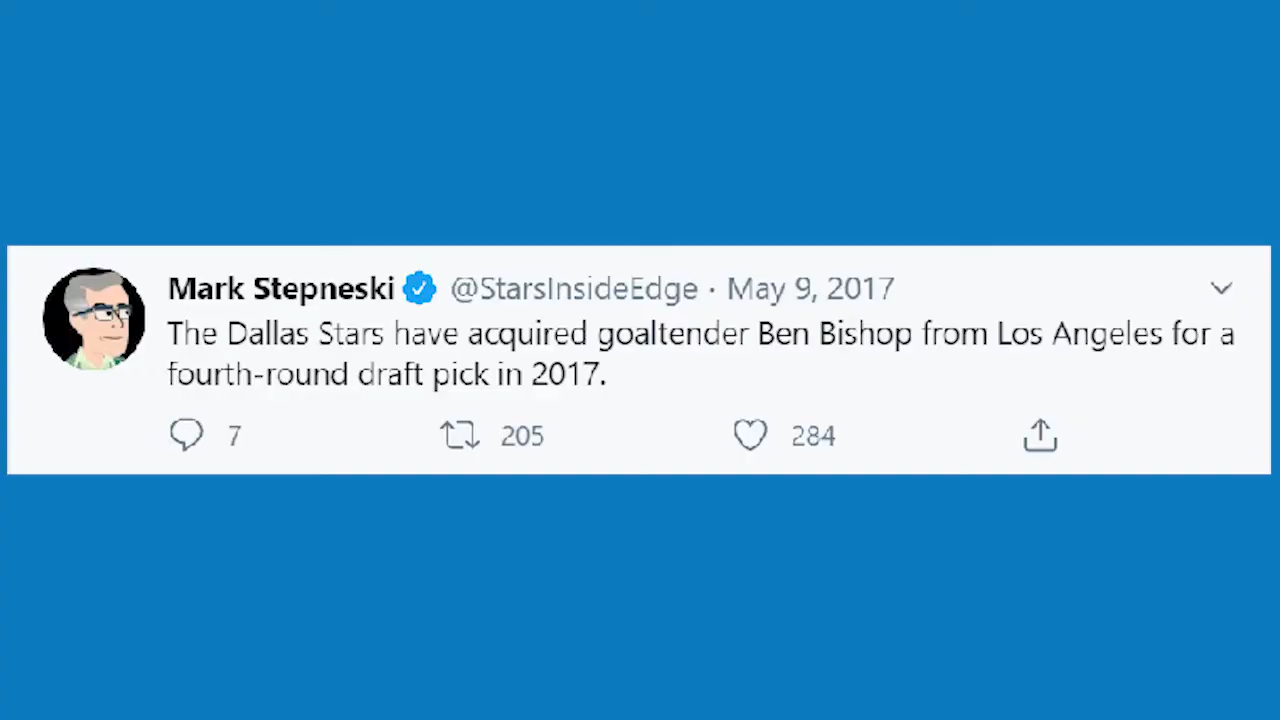 Mark Stepneski @StarsInsideEdge · May 9, 2017
The Dallas Stars have acquired goaltender Ben Bishop from Los Angeles for a
fourth-round draft pick in 2017.
7 205 284